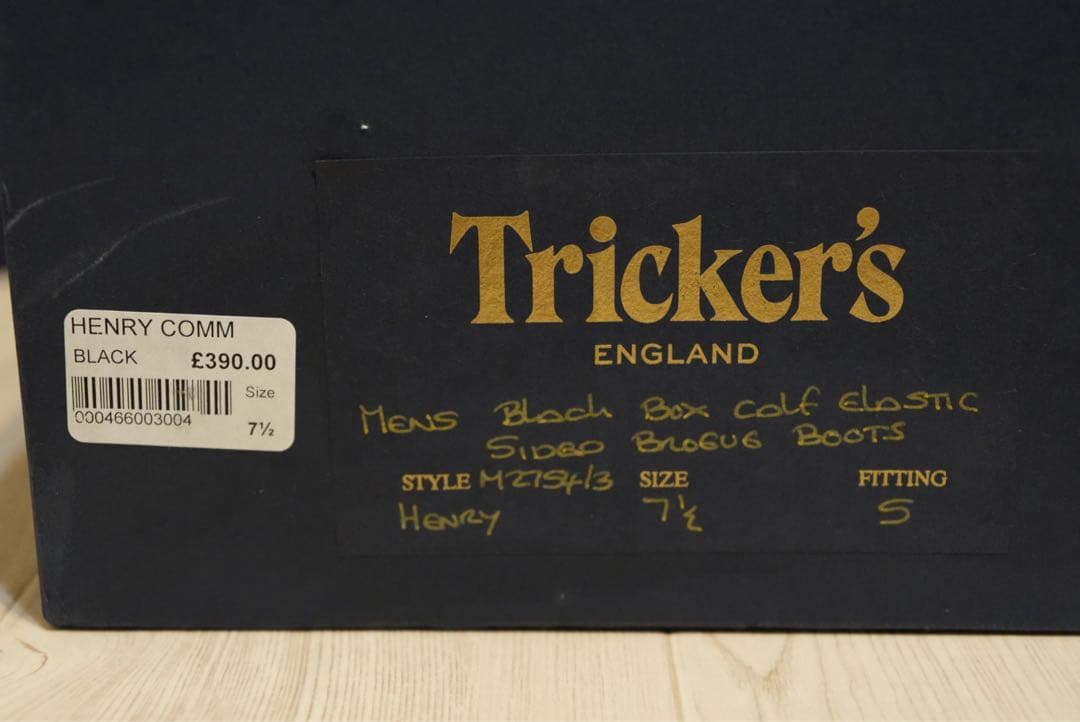 HENRY COMM
BLACK £390.00
Size
000466003004
7½
Tricker's
ENGLAND
MENS Black Box calf Elastic
SIDED BROGUE BOOTS
STYLE M2754/3 SIZE FITTING
HENRY 7½ 5